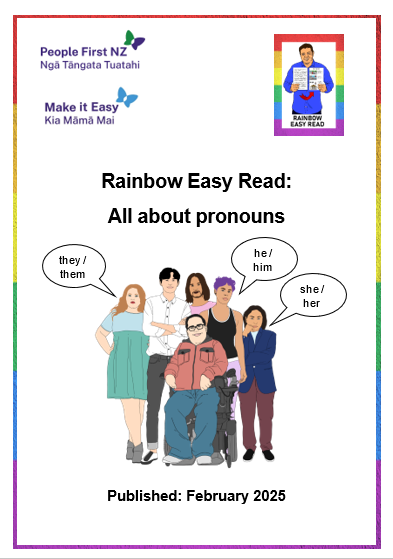 People First NZ
Ngā Tāngata Tuatahi
Make it Easy
Kia Māmā Mai
RAINBOW
EASY READ
Rainbow Easy Read:
All about pronouns
they /
them
he /
him
she /
her
Published: February 2025